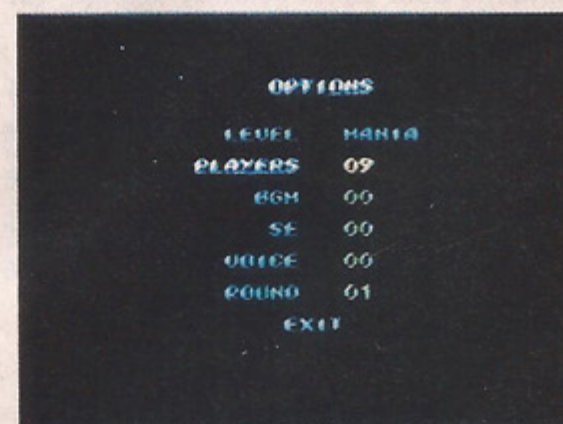 OPTIONS
LEVEL MANIA
PLAYERS 09
BGM 00
SE 00
VOICE 00
ROUND 01
EXIT